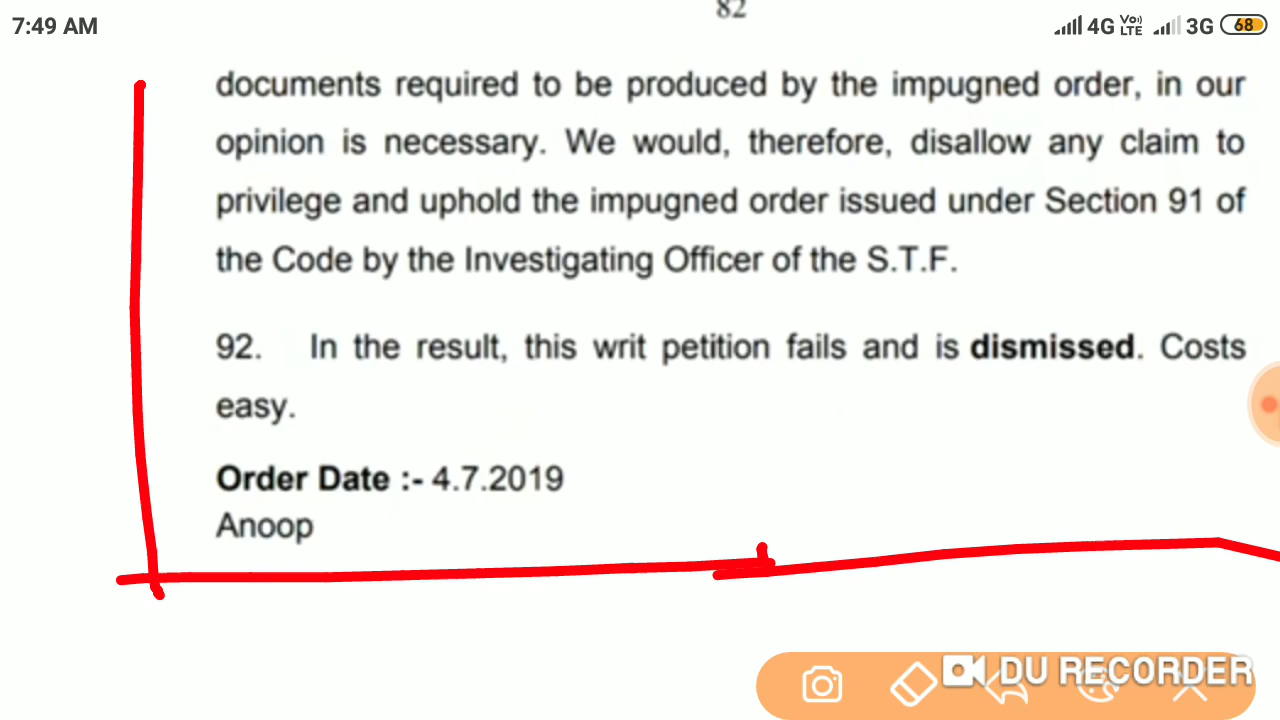 82
7:49 AM
4G Vo) LTE 3G 68
documents required to be produced by the impugned order, in our
opinion is necessary. We would, therefore, disallow any claim to
privilege and uphold the impugned order issued under Section 91 of
the Code by the Investigating Officer of the S.T.F.
92. In the result, this writ petition fails and is dismissed. Costs
easy.
Order Date :- 4.7.2019
Anoop
DU RECORDER